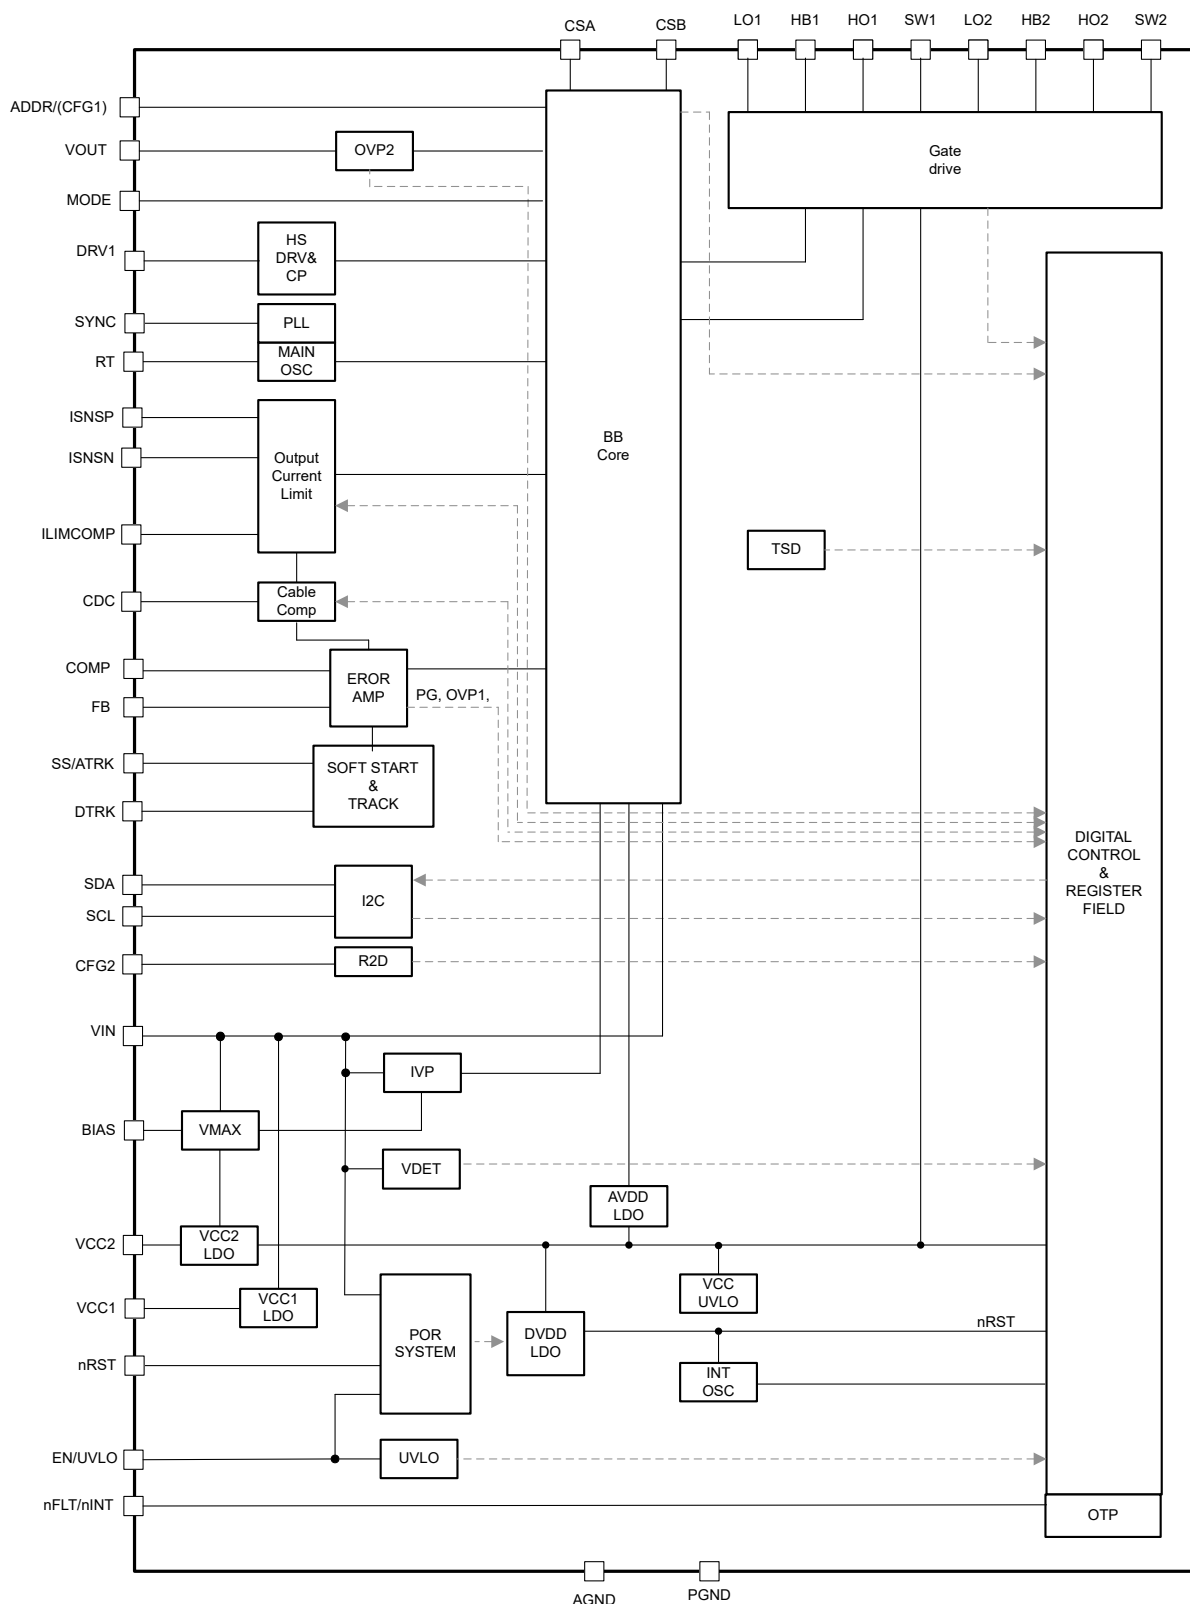 CSA
CSB
LO1
HB1
HO1
SW1
LO2
HB2
HO2
SW2
ADDR/(CFG1)
VOUT
OVP2
Gate
drive
MODE
DRV1
HS
DRV&
CP
SYNC
PLL
RT
MAIN
OSC
ISNSP
ISNSN
Output
Current
Limit
BB
Core
ILIMCOMP
TSD
CDC
Cable
Comp
COMP
EROR
AMP
PG, OVP1,
FB
SS/ATRK
SOFT START
&
TRACK
DTRK
DIGITAL
CONTROL
&
REGISTER
FIELD
SDA
I2C
SCL
CFG2
R2D
VIN
IVP
BIAS
VMAX
VDET
AVDD
LDO
VCC2
VCC2
LDO
VCC
UVLO
VCC1
VCC1
LDO
POR
SYSTEM
DVDD
LDO
nRST
nRST
INT
OSC
EN/UVLO
UVLO
nFLT/nINT
OTP
AGND
PGND